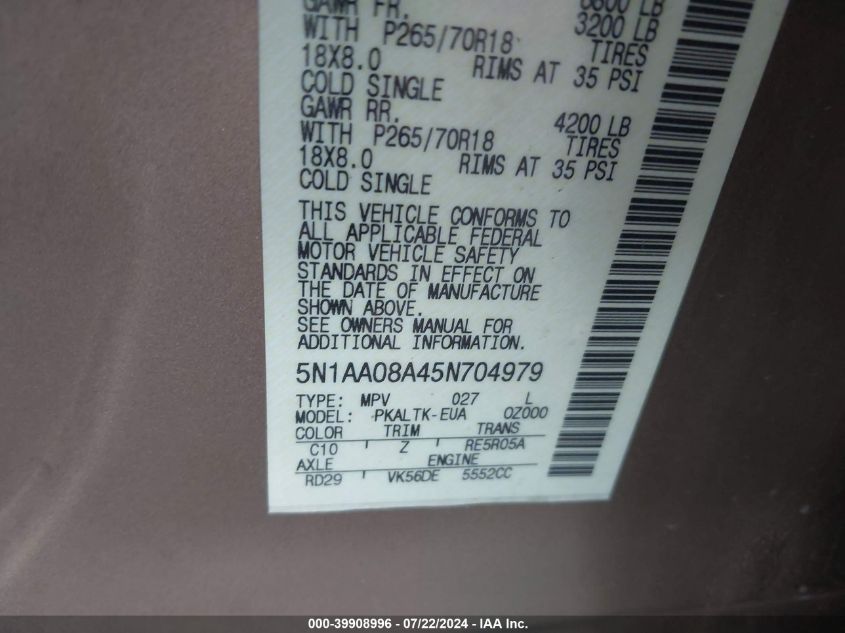 GAWR FR. 3200 LB
WITH P265/70R18 TIRES
18X8.0 RIMS AT 35 PSI
COLD SINGLE
GAWR RR. 4200 LB
WITH P265/70R18 TIRES
18X8.0 RIMS AT 35 PSI
COLD SINGLE
THIS VEHICLE CONFORMS TO
ALL APPLICABLE FEDERAL
MOTOR VEHICLE SAFETY
STANDARDS IN EFFECT ON
THE DATE OF MANUFACTURE
SHOWN ABOVE.
SEE OWNERS MANUAL FOR
ADDITIONAL INFORMATION.
5N1AA08A45N704979
TYPE: MPV 027 L
MODEL: PKALTK-EUA 0Z000
COLOR TRIM TRANS
C10 Z RE5R05A
AXLE ENGINE
RD29 VK56DE 5552CC
000-39908996 / 07/22/2024 - IAA Inc.